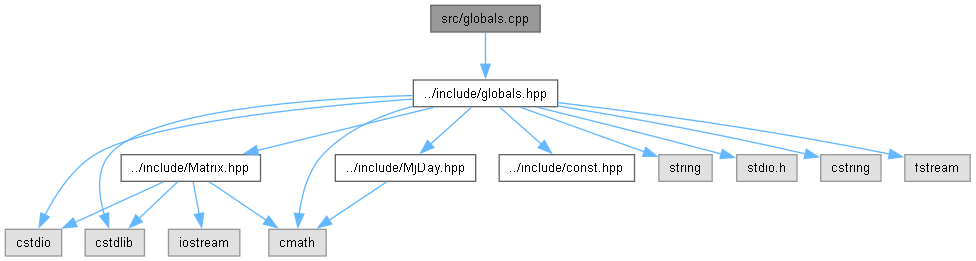 src/globals.cpp
../include/globals.hpp
../include/Matrix.hpp
../include/MjDay.hpp
../include/const.hpp
string
stdio.h
cstring
fstream
cstdio
cstdlib
iostream
cmath